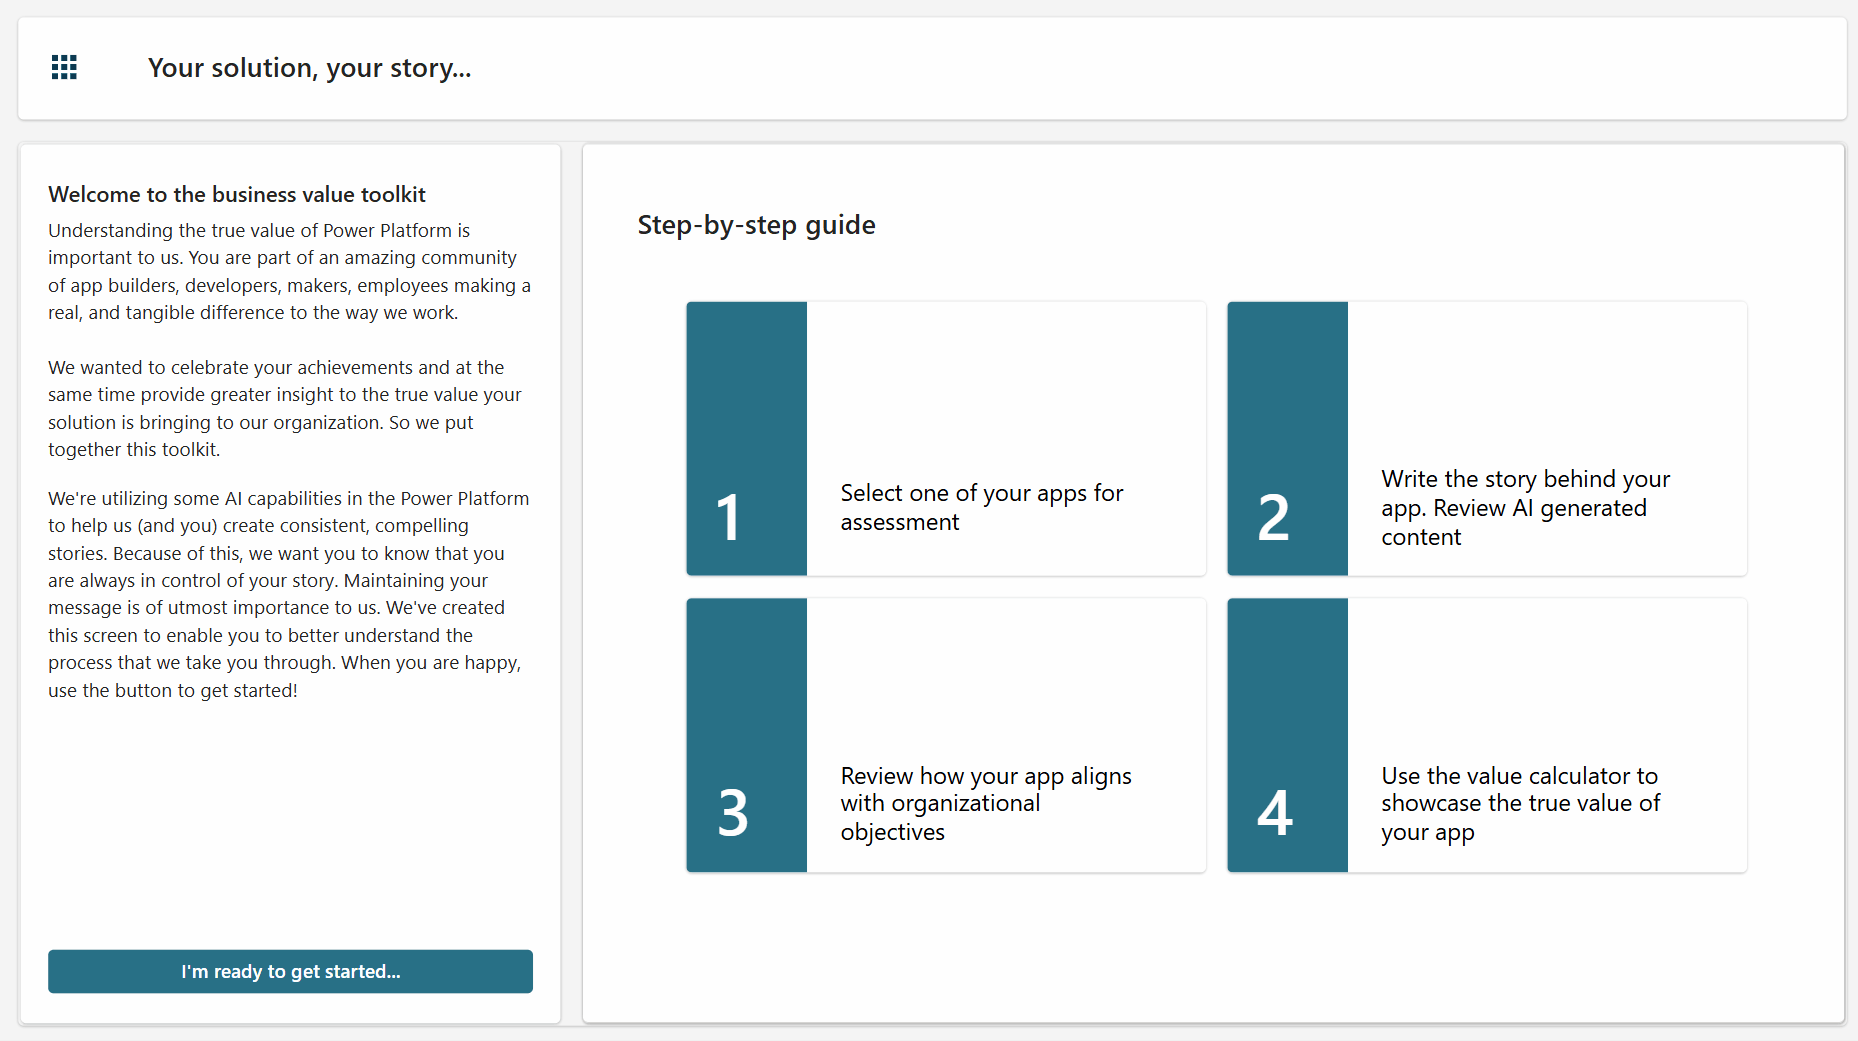 Your solution, your story...
Welcome to the business value toolkit
Understanding the true value of Power Platform is
important to us. You are part of an amazing community
of app builders, developers, makers, employees making a
real, and tangible difference to the way we work.
We wanted to celebrate your achievements and at the
same time provide greater insight to the true value your
solution is bringing to our organization. So we put
together this toolkit.
We're utilizing some AI capabilities in the Power Platform
to help us (and you) create consistent, compelling
stories. Because of this, we want you to know that you
are always in control of your story. Maintaining your
message is of utmost importance to us. We've created
this screen to enable you to better understand the
process that we take you through. When you are happy,
use the button to get started!
I'm ready to get started...
Step-by-step guide
1
Select one of your apps for
assessment
2
Write the story behind your
app. Review AI generated
content
3
Review how your app aligns
with organizational
objectives
4
Use the value calculator to
showcase the true value of
your app